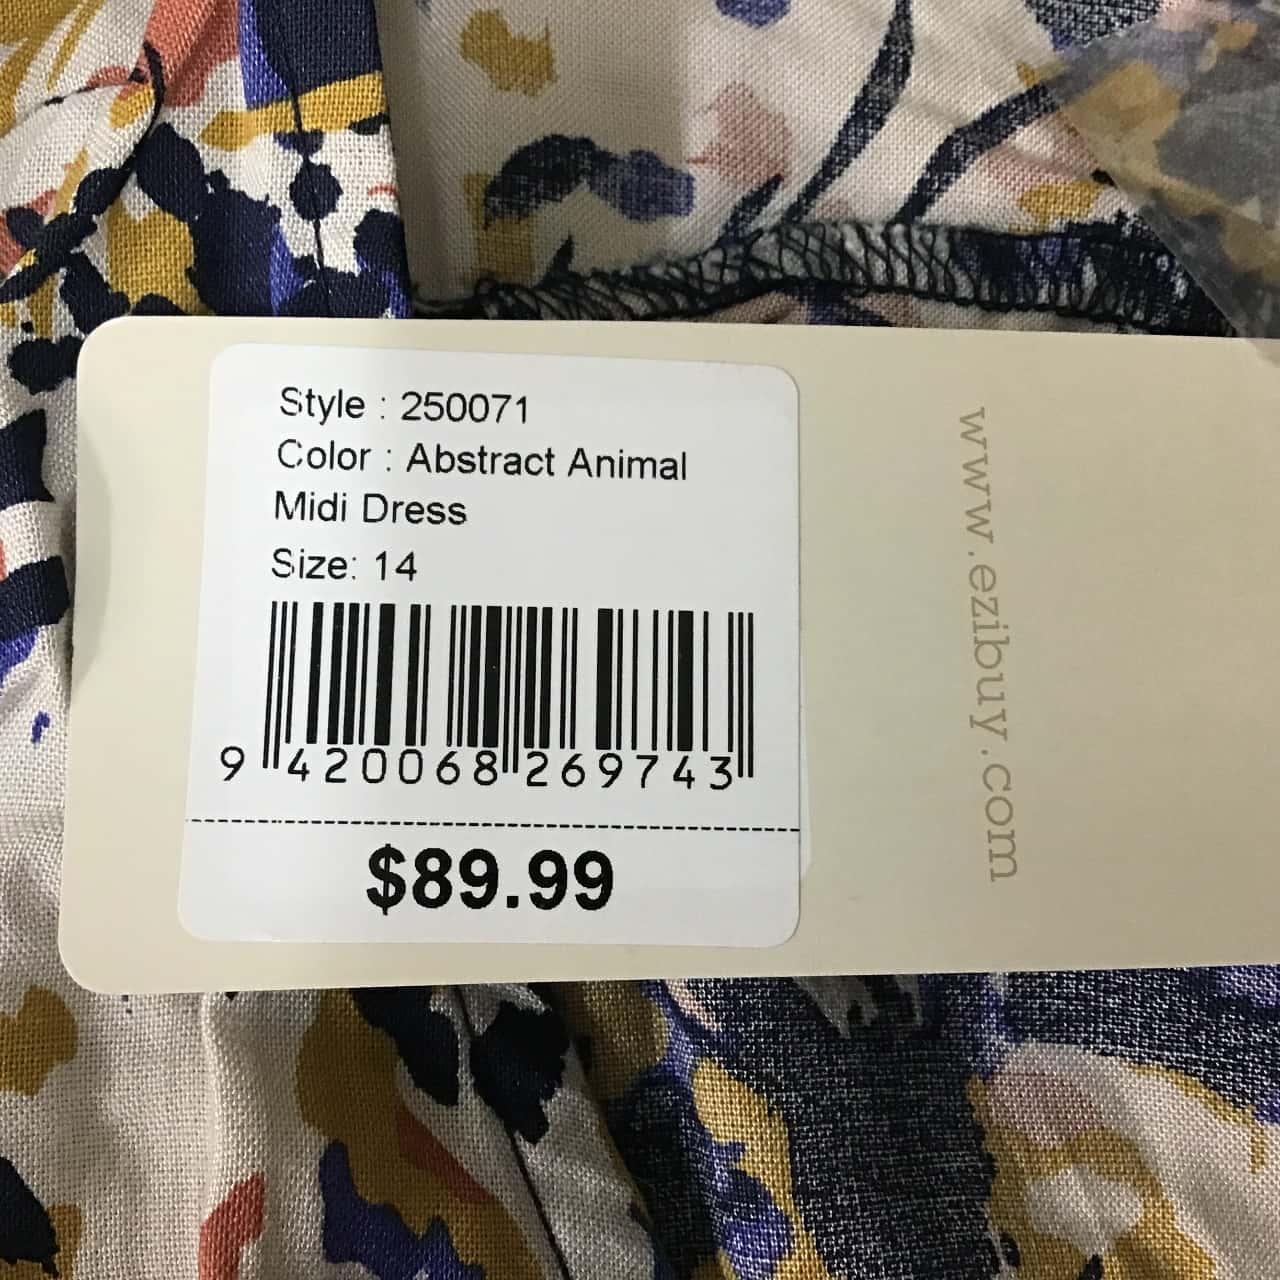 Style : 250071
Color : Abstract Animal
Midi Dress
Size: 14
9 420068 269743
$89.99
www.ezibuy.com